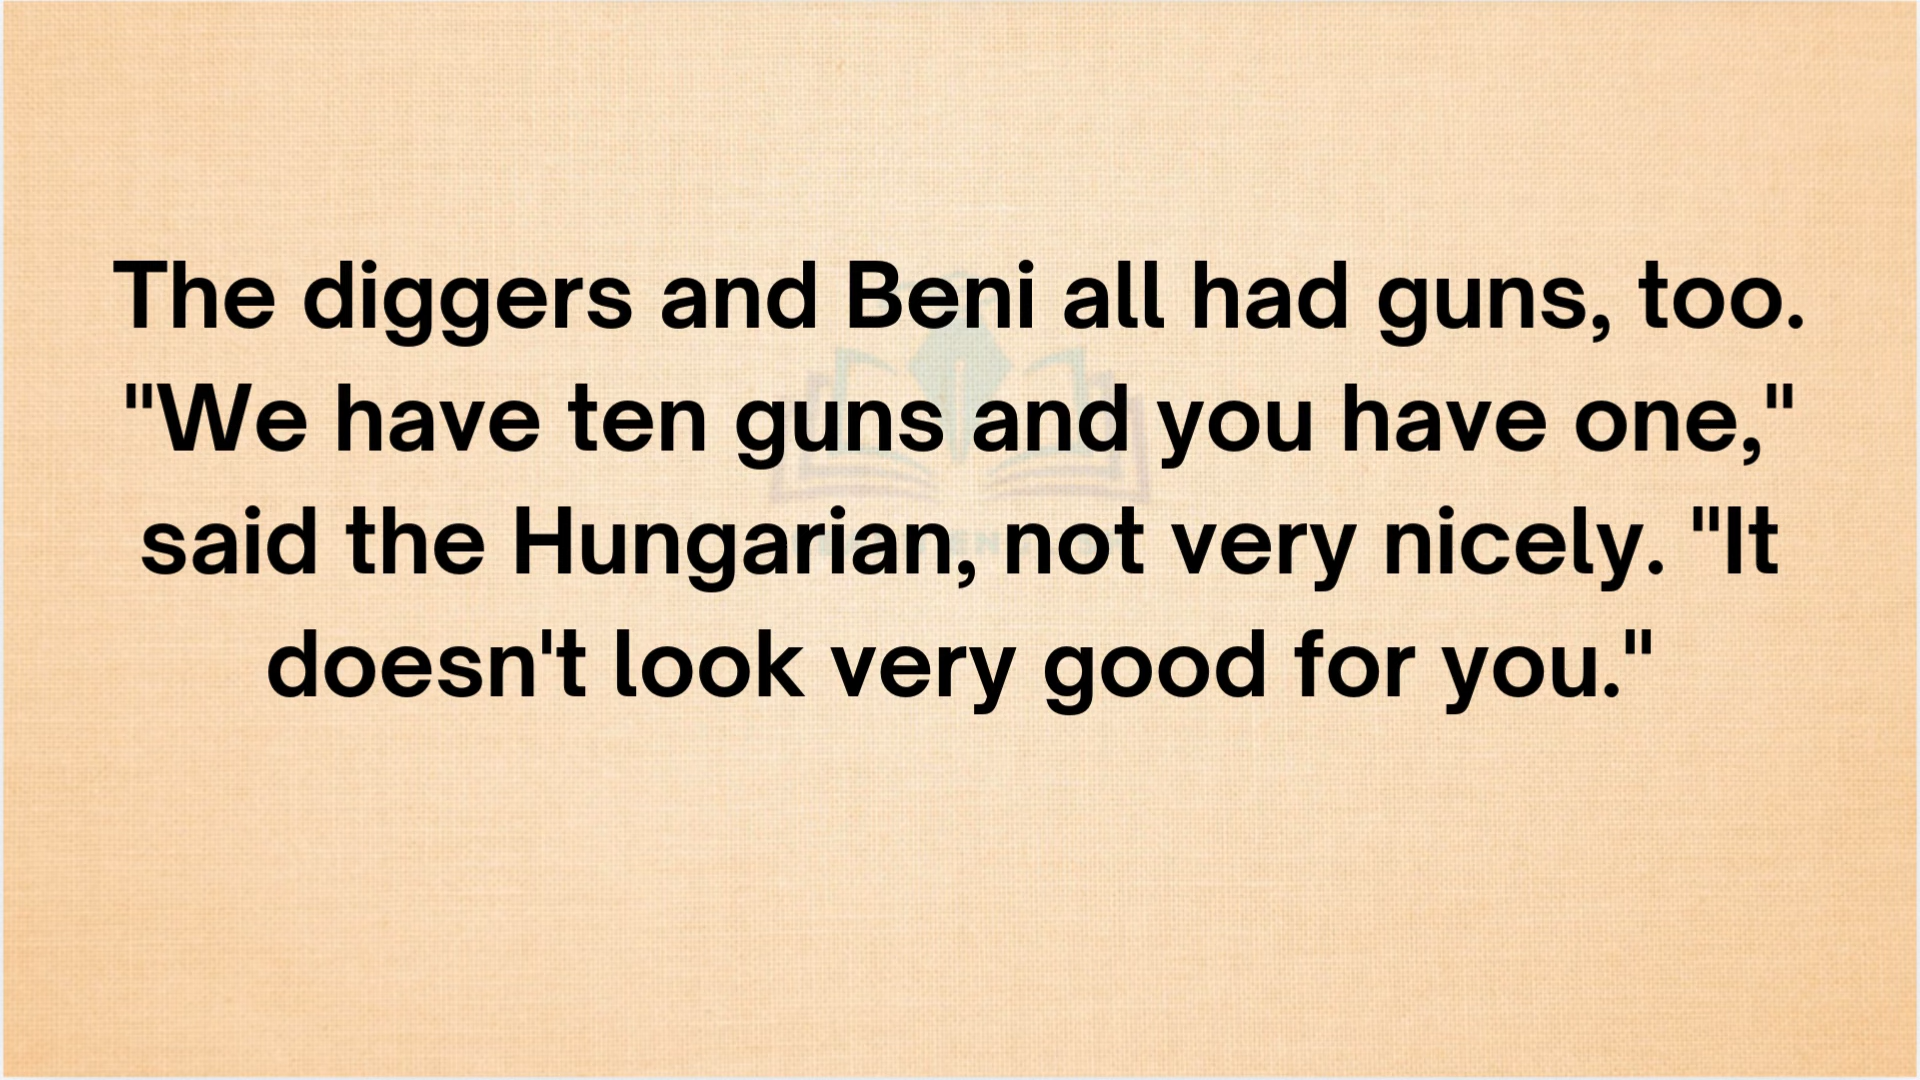 The diggers and Beni all had guns, too.
"We have ten guns and you have one,"
said the Hungarian, not very nicely. "It
doesn't look very good for you."